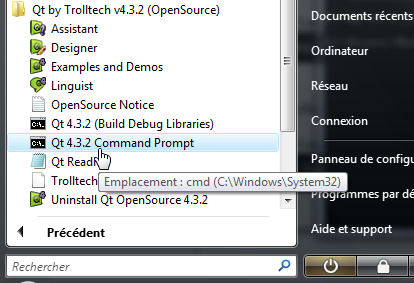 Qt by Trolltech v4.3.2 (OpenSource)
Assistant
Designer
Examples and Demos
Linguist
OpenSource Notice
Qt 4.3.2 (Build Debug Libraries)
Qt 4.3.2 Command Prompt
Qt Read
Trolltech
Uninstall Qt OpenSource 4.3.2
Emplacement : cmd (C:\Windows\System32)
Précédent
Rechercher
Documents récents
Ordinateur
Réseau
Connexion
Panneau de configu
Programmes par dé
Aide et support